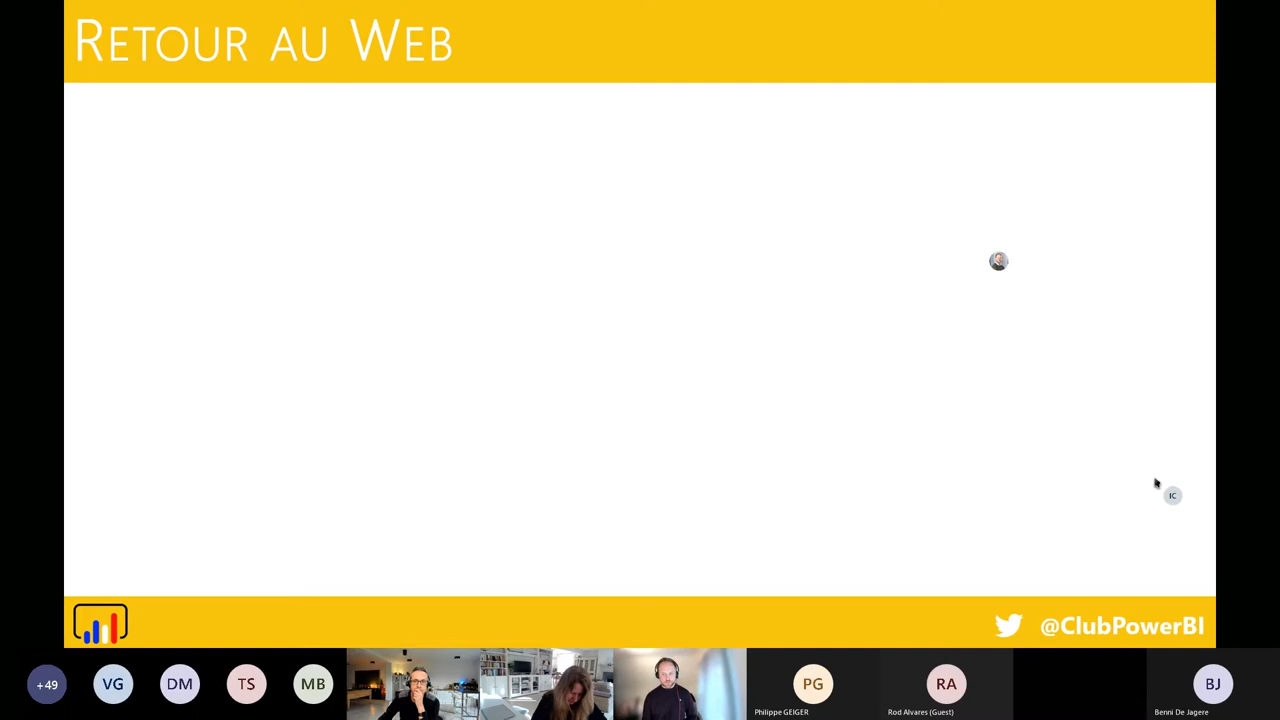 RETOUR AU WEB
IC
@ClubPowerBI
+49
VG
DM
TS
MB
PG
RA
BJ
Philippe GEIGER
Rod Alvares (Guest)
Benni De Jagere